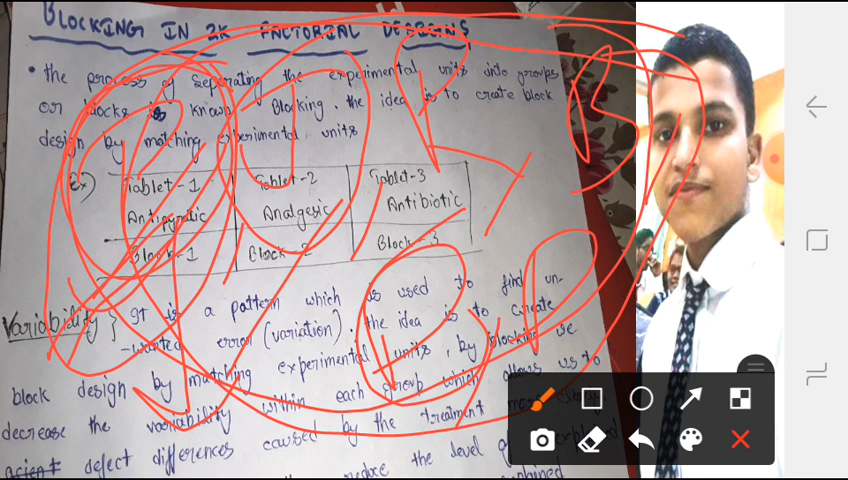 BLOCKING IN 2K FACTORIAL DESIGNS
• the process of seperating the experimental units into groups
or blocks is known Blocking. the idea is to create block
design by matching experimental units
Ex) Tablet-1 Tablet-2 Tablet-3
Antipyretic Analgesic Antibiotic
Block-1 Block-2 Block-3
Variability } It is a pattern which is used to find un-
-wanted error (variation). the idea is to create
block design by matching experimental units, by blocking we
decrease the variability within each group which allows us to
defect differences caused by the treatment
reduce the level